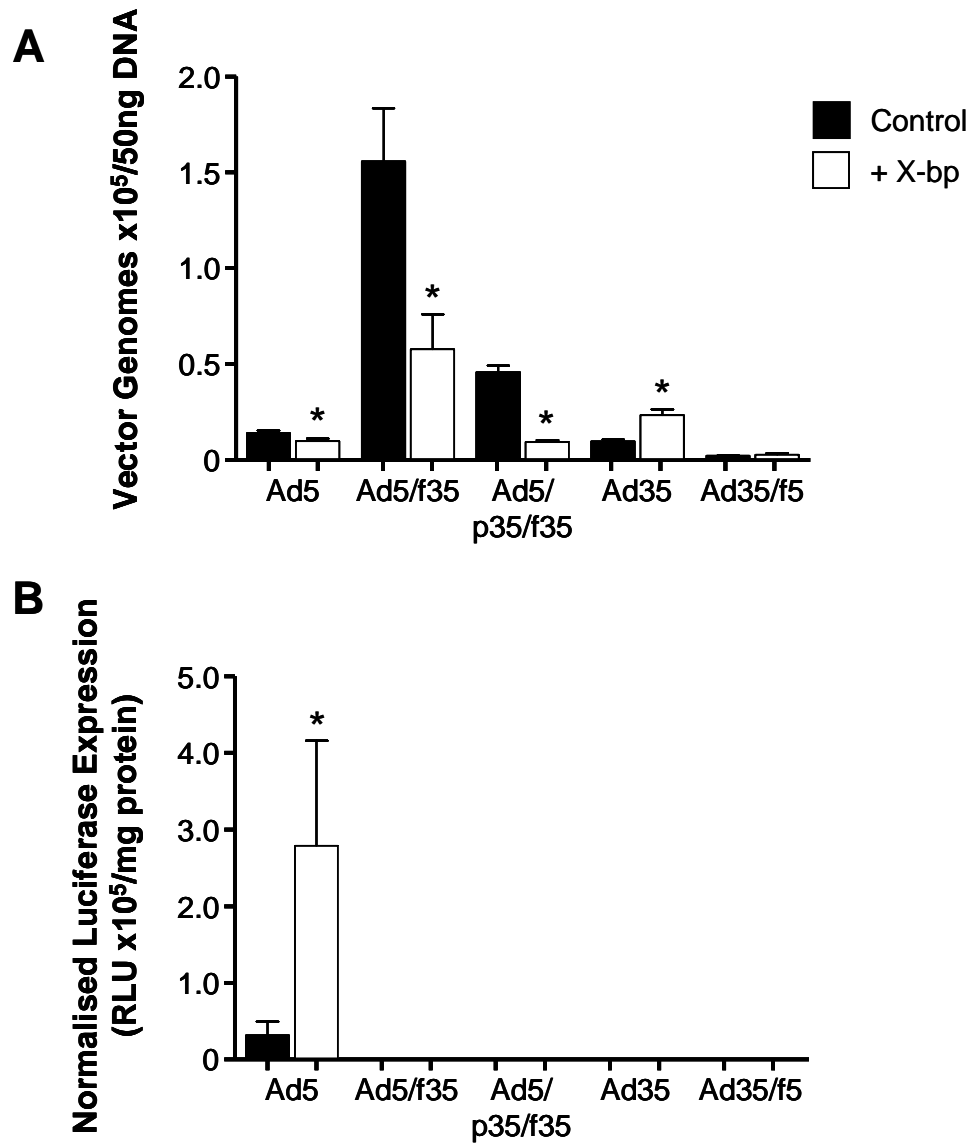 A
Vector Genomes x10⁵/50ng DNA
2.0
1.5
1.0
0.5
0
*
*
*
*
Ad5
Ad5/f35
Ad5/
p35/f35
Ad35
Ad35/f5
Control
+ X-bp
B
Normalised Luciferase Expression
(RLU x10⁵/mg protein)
5.0
4.0
3.0
2.0
1.0
0
*
Ad5
Ad5/f35
Ad5/
p35/f35
Ad35
Ad35/f5